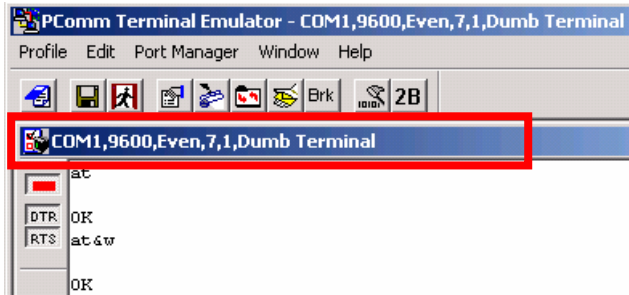 PComm Terminal Emulator - COM1,9600,Even,7,1,Dumb Terminal
Profile Edit Port Manager Window Help
Brk 2B
COM1,9600,Even,7,1,Dumb Terminal
at
DTR OK
RTS at&w
OK